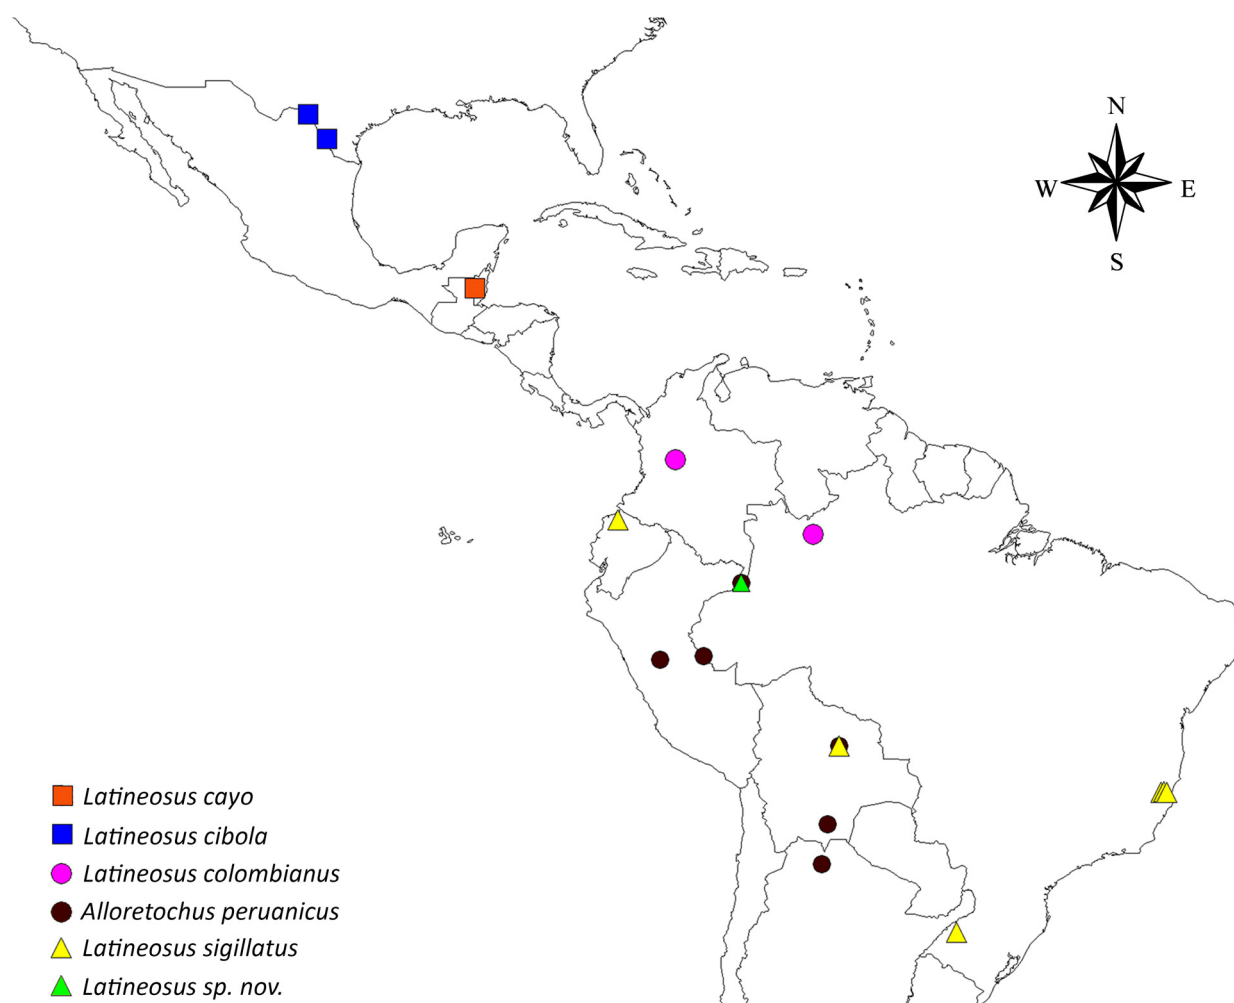 N
W E
S
Latineosus cayo
Latineosus cibola
Latineosus colombianus
Alloretochus peruanicus
Latineosus sigillatus
Latineosus sp. nov.